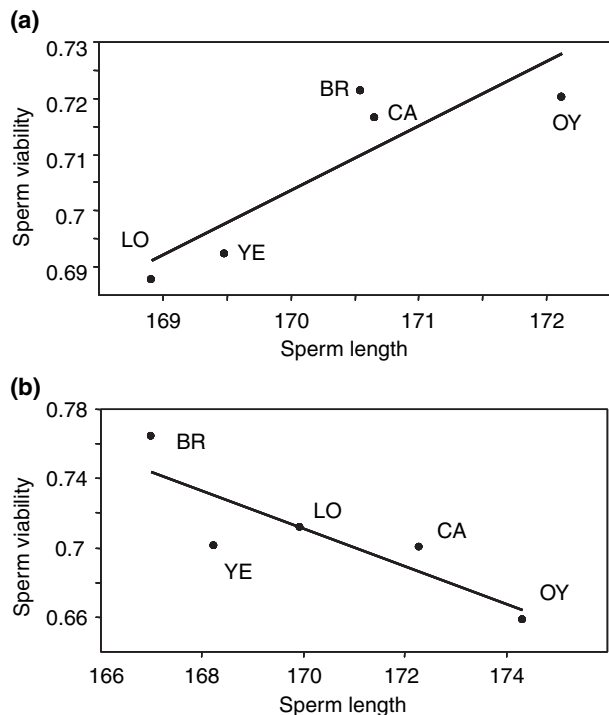 (a)
0.73
0.72
0.7
0.69
Sperm viability
BR
CA
OY
LO
YE
169
170
171
172
Sperm length
(b)
0.78
0.74
0.7
0.66
Sperm viability
BR
LO
CA
YE
OY
166
168
170
172
174
Sperm length